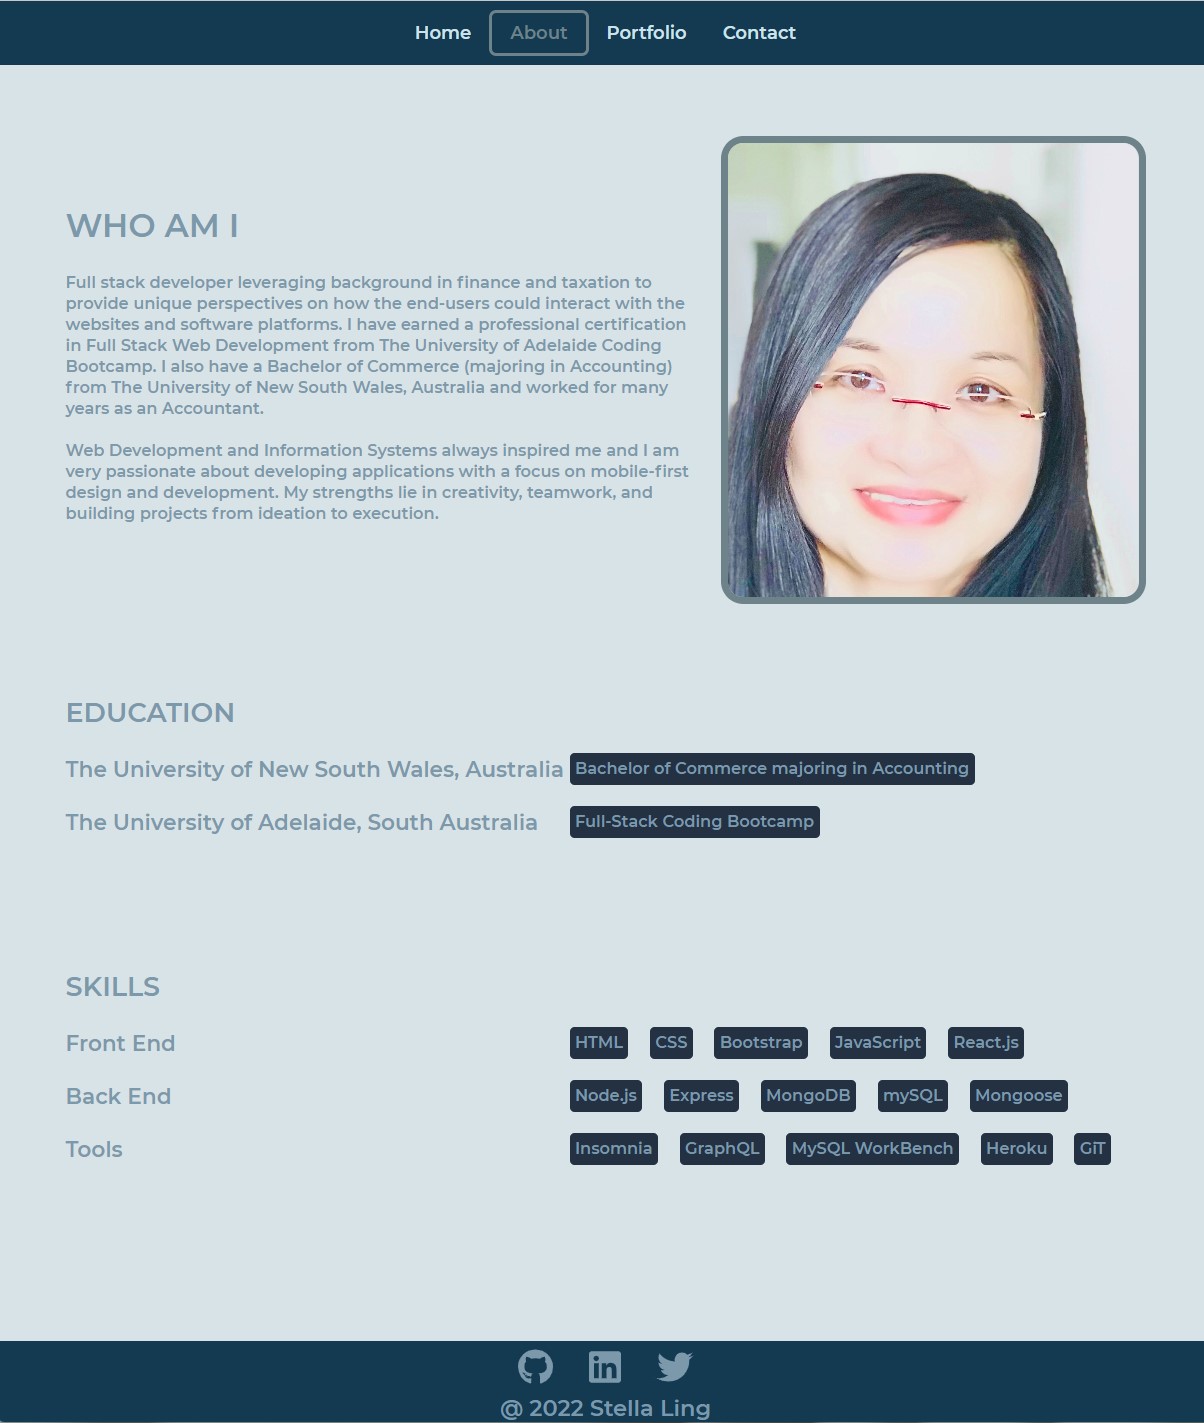 Home About Portfolio Contact
WHO AM I
Full stack developer leveraging background in finance and taxation to
provide unique perspectives on how the end-users could interact with the
websites and software platforms. I have earned a professional certification
in Full Stack Web Development from The University of Adelaide Coding
Bootcamp. I also have a Bachelor of Commerce (majoring in Accounting)
from The University of New South Wales, Australia and worked for many
years as an Accountant.
Web Development and Information Systems always inspired me and I am
very passionate about developing applications with a focus on mobile-first
design and development. My strengths lie in creativity, teamwork, and
building projects from ideation to execution.
EDUCATION
The University of New South Wales, Australia Bachelor of Commerce majoring in Accounting
The University of Adelaide, South Australia Full-Stack Coding Bootcamp
SKILLS
Front End HTML CSS Bootstrap JavaScript React.js
Back End Node.js Express MongoDB mySQL Mongoose
Tools Insomnia GraphQL MySQL WorkBench Heroku GiT
in
@ 2022 Stella Ling